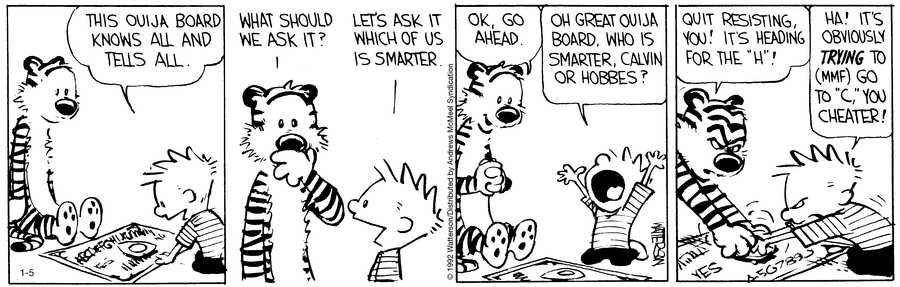 THIS OUIJA BOARD
KNOWS ALL AND
TELLS ALL.
1-5
WHAT SHOULD
WE ASK IT?
LET'S ASK IT
WHICH OF US
IS SMARTER.
© 1992 Watterson/Distributed by Andrews McMeel Syndication
OK, GO
AHEAD.
OH GREAT OUIJA
BOARD, WHO IS
SMARTER, CALVIN
OR HOBBES?
QUIT RESISTING,
YOU! IT'S HEADING
FOR THE "H"!
YES
HA! IT'S
OBVIOUSLY
TRYING TO
(MMF) GO
TO "C," YOU
CHEATER!